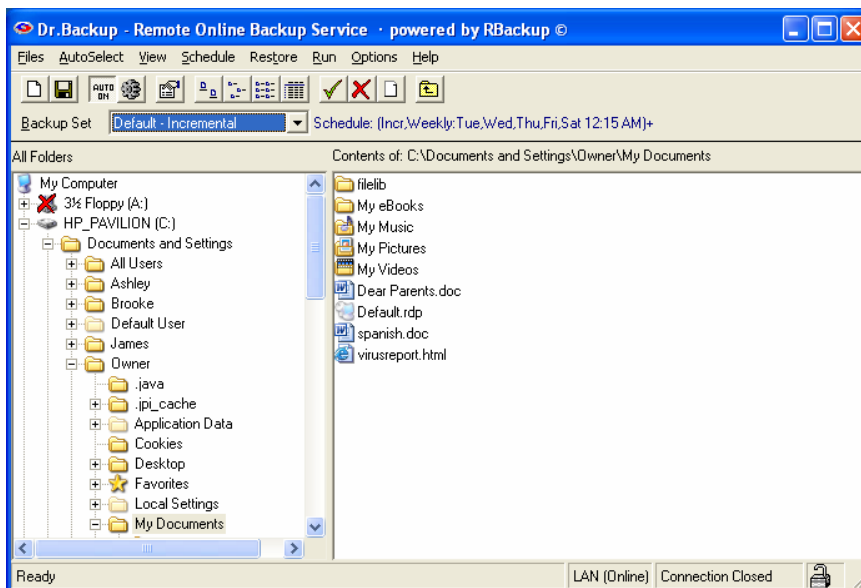 Dr.Backup - Remote Online Backup Service · powered by RBackup ©
Files AutoSelect View Schedule Restore Run Options Help
AUTO ON
Backup Set Default - Incremental Schedule: (Incr,Weekly:Tue,Wed,Thu,Fri,Sat 12:15 AM)+
All Folders
My Computer
3½ Floppy (A:)
HP_PAVILION (C:)
Documents and Settings
All Users
Ashley
Brooke
Default User
James
Owner
.java
.jpi_cache
Application Data
Cookies
Desktop
Favorites
Local Settings
My Documents
Contents of: C:\Documents and Settings\Owner\My Documents
filelib
My eBooks
My Music
My Pictures
My Videos
Dear Parents.doc
Default.rdp
spanish.doc
virusreport.html
Ready LAN (Online) Connection Closed